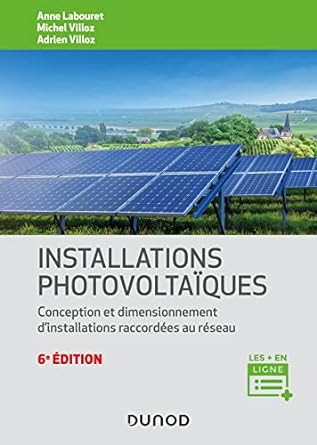 Anne Labouret
Michel Villoz
Adrien Villoz
INSTALLATIONS
PHOTOVOLTAÏQUES
Conception et dimensionnement
d'installations raccordées au réseau
6e ÉDITION
LES + EN
LIGNE
DUNOD